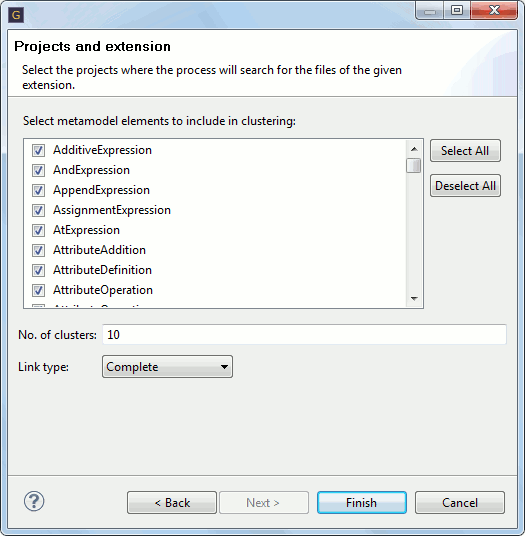 G
Projects and extension
Select the projects where the process will search for the files of the given
extension.
Select metamodel elements to include in clustering:
AdditiveExpression
AndExpression
AppendExpression
AssignmentExpression
AtExpression
AttributeAddition
AttributeDefinition
AttributeOperation
Select All
Deselect All
No. of clusters: 10
Link type: Complete
?
< Back Next > Finish Cancel